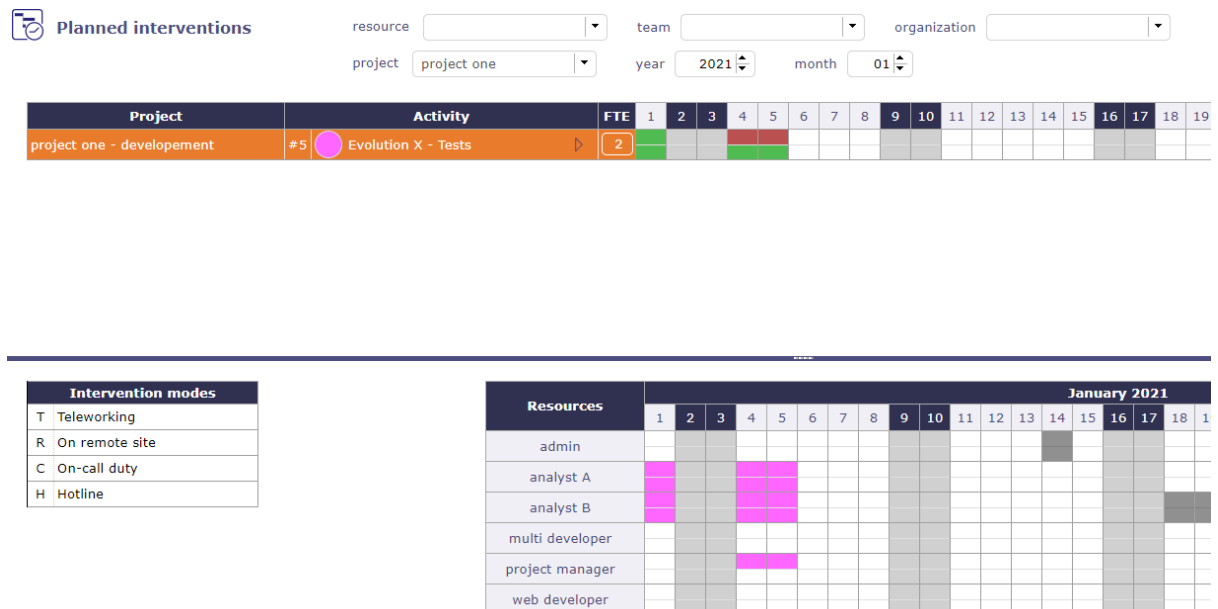 Planned interventions resource team organization
project project one year 2021 month 01
Project Activity FTE 1 2 3 4 5 6 7 8 9 10 11 12 13 14 15 16 17 18 19
project one - developement #5 Evolution X - Tests 2
Intervention modes
T Teleworking
R On remote site
C On-call duty
H Hotline
Resources January 2021
1 2 3 4 5 6 7 8 9 10 11 12 13 14 15 16 17 18
admin
analyst A
analyst B
multi developer
project manager
web developer